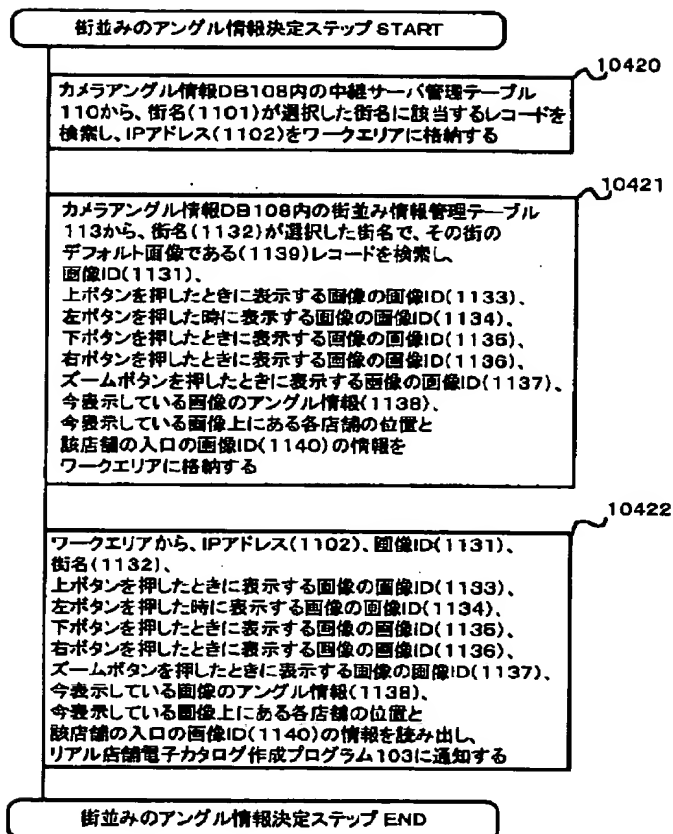 街並みのアングル情報決定ステップ START
10420
カメラアングル情報DB108内の中継サーバ管理テーブル
110から、街名(1101)が選択した街名に該当するレコードを
検索し、IPアドレス(1102)をワークエリアに格納する
10421
カメラアングル情報DB108内の街並み情報管理テーブル
113から、街名(1132)が選択した街名で、その街の
デフォルト画像である(1139)レコードを検索し、
画像ID(1131)、
上ボタンを押したときに表示する画像の画像ID(1133)、
左ボタンを押した時に表示する画像の画像ID(1134)、
下ボタンを押したときに表示する画像の画像ID(1135)、
右ボタンを押したときに表示する画像の画像ID(1136)、
ズームボタンを押したときに表示する画像の画像ID(1137)、
今表示している画像のアングル情報(1138)、
今表示している画像上にある各店舗の位置と
該店舗の入口の画像ID(1140)の情報を
ワークエリアに格納する
10422
ワークエリアから、IPアドレス(1102)、画像ID(1131)、
街名(1132)、
上ボタンを押したときに表示する画像の画像ID(1133)、
左ボタンを押した時に表示する画像の画像ID(1134)、
下ボタンを押したときに表示する画像の画像ID(1135)、
右ボタンを押したときに表示する画像の画像ID(1136)、
ズームボタンを押したときに表示する画像の画像ID(1137)、
今表示している画像のアングル情報(1138)、
今表示している画像上にある各店舗の位置と
該店舗の入口の画像ID(1140)の情報を読み出し、
リアル店舗電子カタログ作成プログラム103に通知する
街並みのアングル情報決定ステップ END